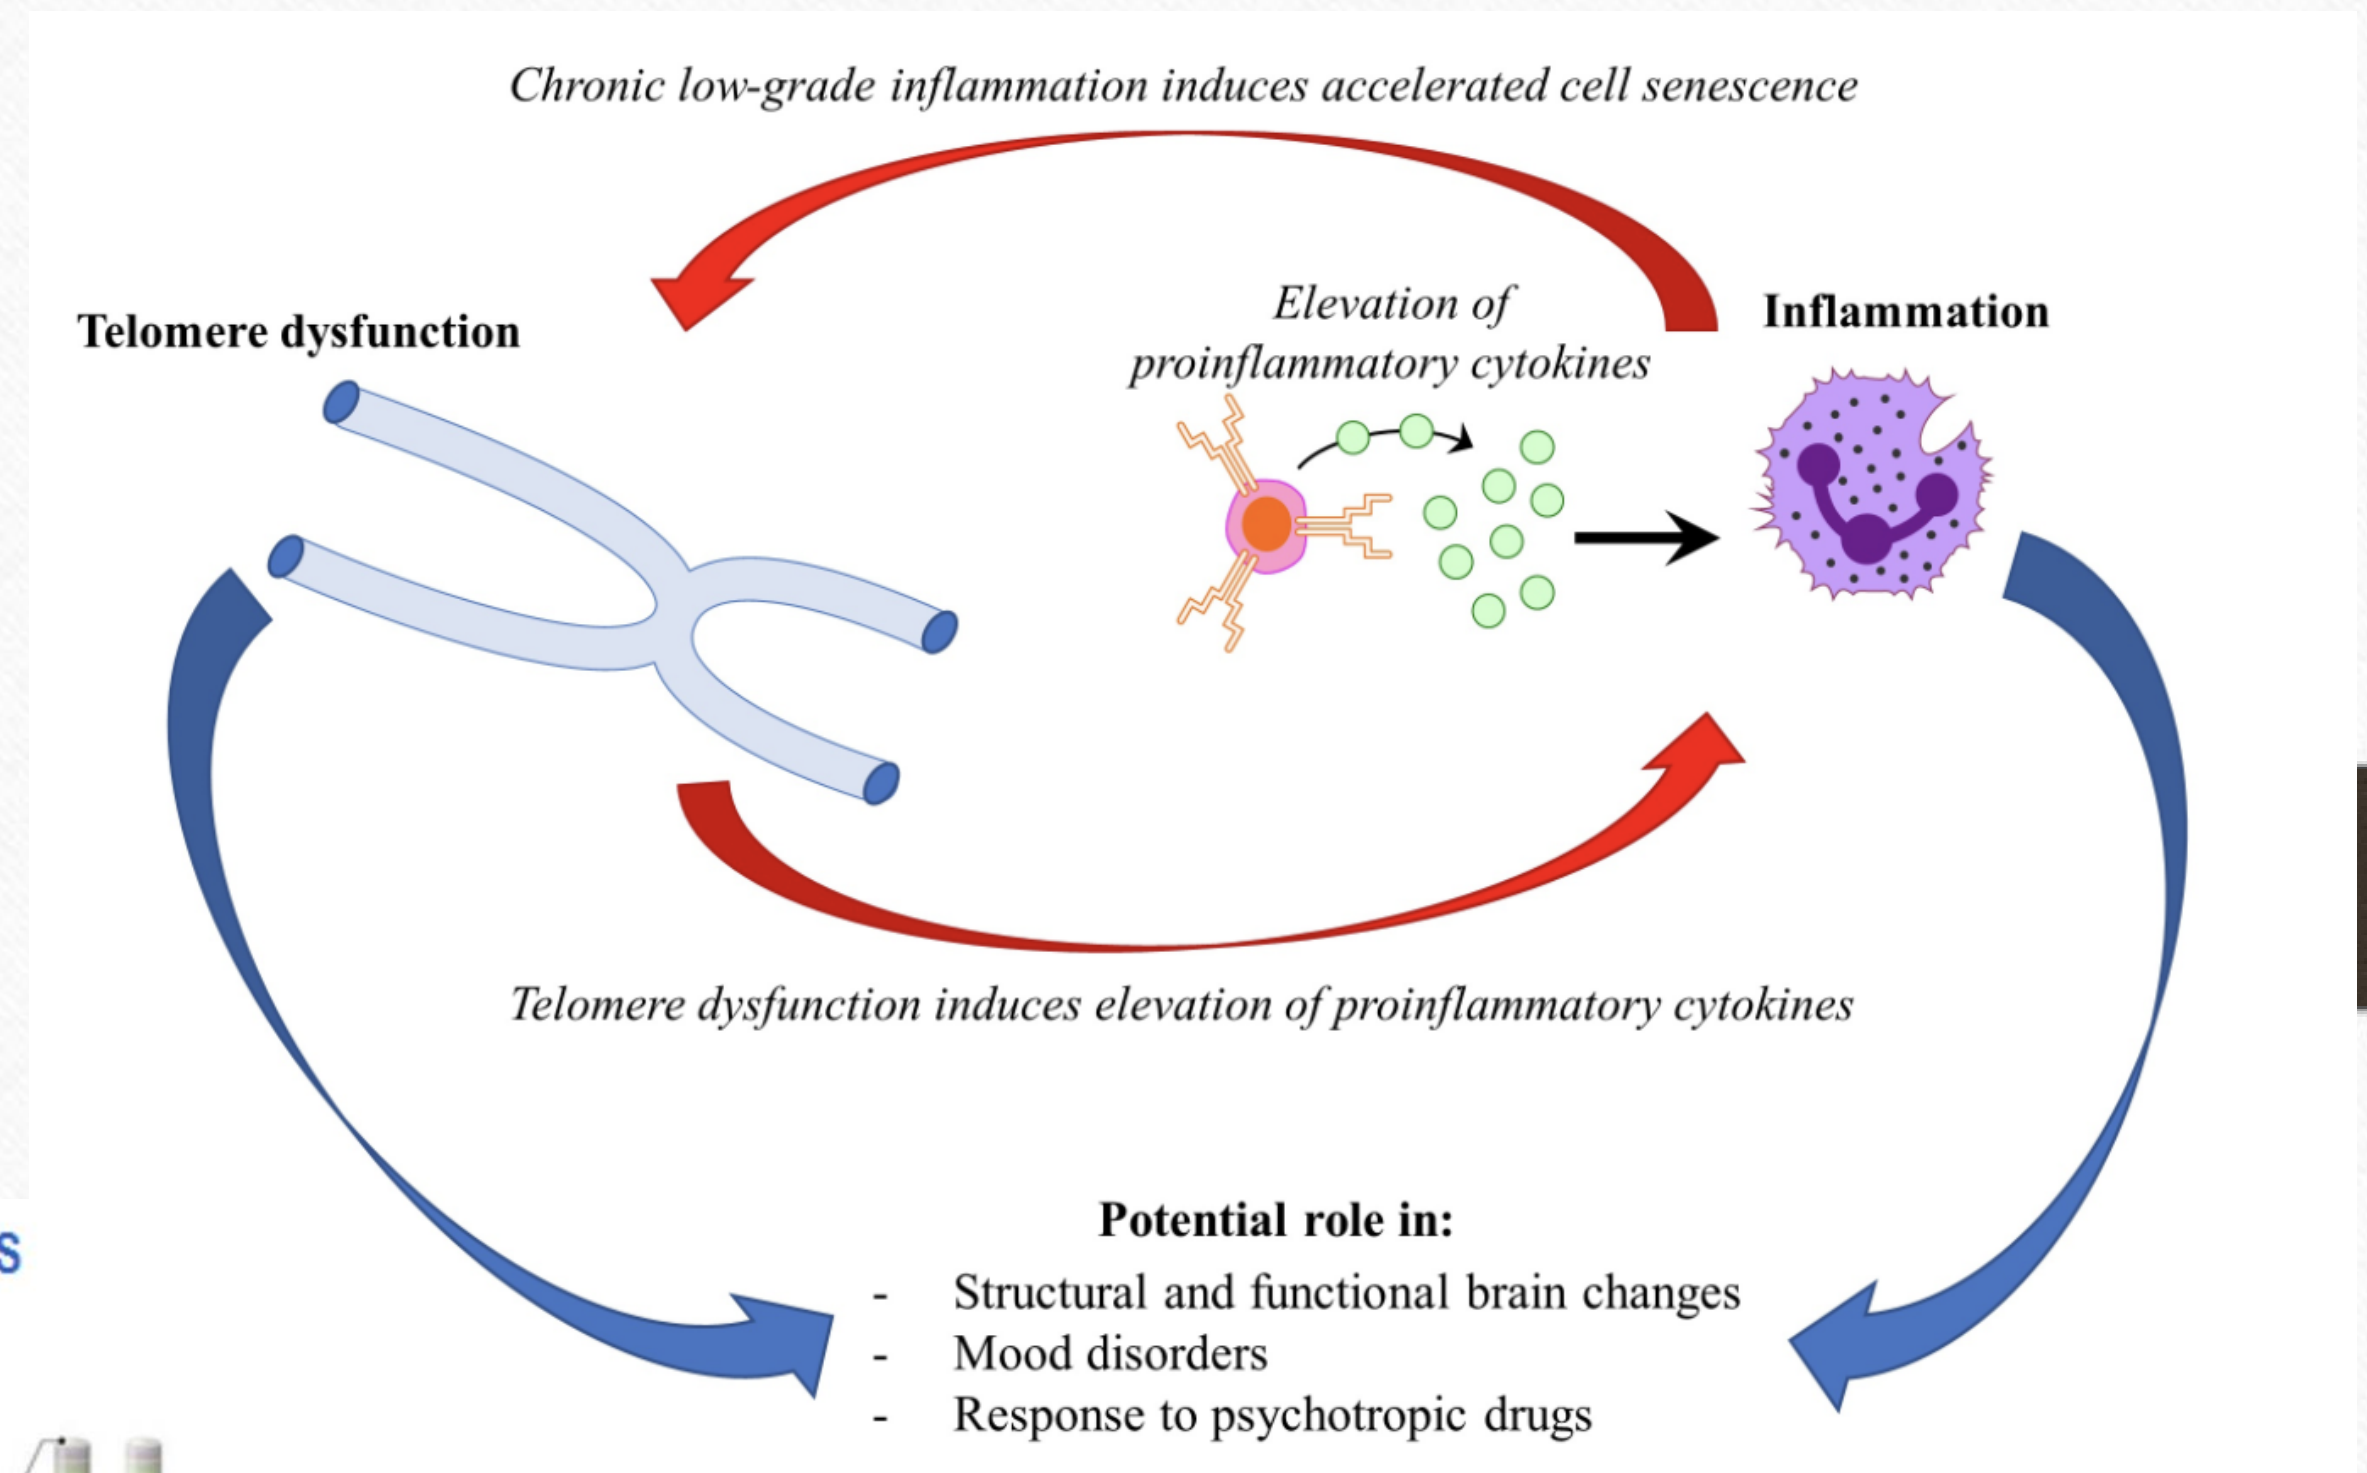 Chronic low-grade inflammation induces accelerated cell senescence
Telomere dysfunction
Elevation of
proinflammatory cytokines
Inflammation
Telomere dysfunction induces elevation of proinflammatory cytokines
Potential role in:
- Structural and functional brain changes
- Mood disorders
- Response to psychotropic drugs
s